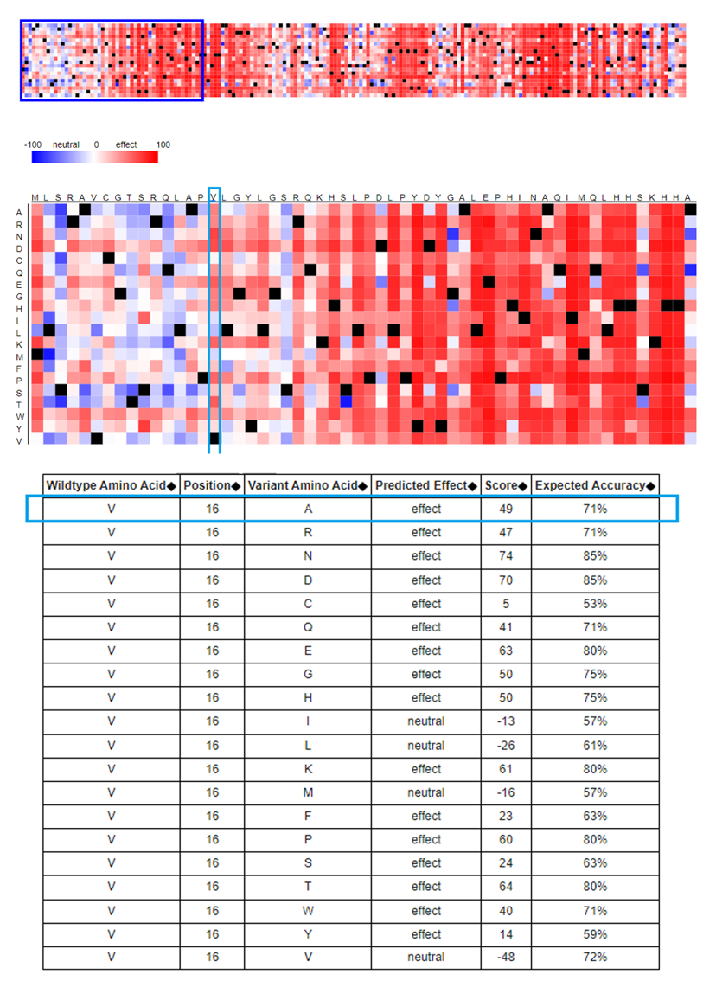 -100 neutral 0 effect 100
M L S R A V C G T S R Q L A P V L G Y L G S R Q K H S L P D L P Y D Y G A L E P H I N A Q I M Q L H H S K H H A
A
R
N
D
C
Q
E
G
H
I
L
K
M
F
P
S
T
W
Y
V
Wildtype Amino Acid◆ Position◆ Variant Amino Acid◆ Predicted Effect◆ Score◆ Expected Accuracy◆
V 16 A effect 49 71%
V 16 R effect 47 71%
V 16 N effect 74 85%
V 16 D effect 70 85%
V 16 C effect 5 53%
V 16 Q effect 41 71%
V 16 E effect 63 80%
V 16 G effect 50 75%
V 16 H effect 50 75%
V 16 I neutral -13 57%
V 16 L neutral -26 61%
V 16 K effect 61 80%
V 16 M neutral -16 57%
V 16 F effect 23 63%
V 16 P effect 60 80%
V 16 S effect 24 63%
V 16 T effect 64 80%
V 16 W effect 40 71%
V 16 Y effect 14 59%
V 16 V neutral -48 72%